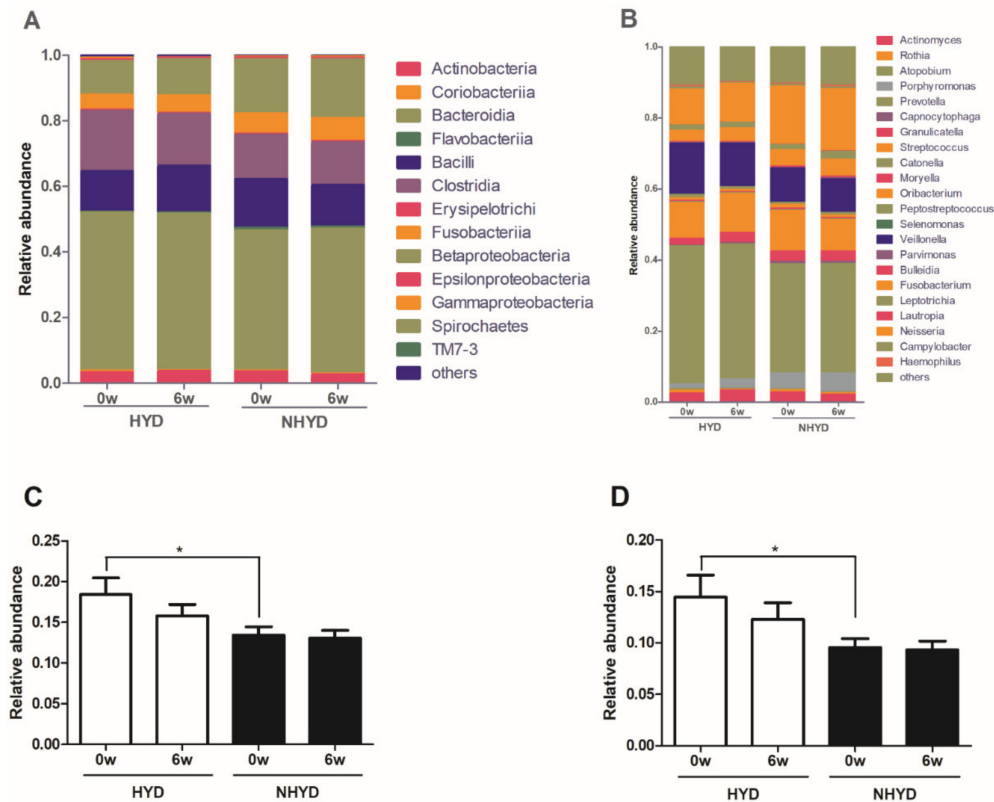 A
Relative abundance
1.0
0.8
0.6
0.4
0.2
0.0
0w 6w 0w 6w
HYD NHYD
Actinobacteria
Coriobacteriia
Bacteroidia
Flavobacteriia
Bacilli
Clostridia
Erysipelotrichi
Fusobacteriia
Betaproteobacteria
Epsilonproteobacteria
Gammaproteobacteria
Spirochaetes
TM7-3
others
B
Relative abundance
1.0
0.8
0.6
0.4
0.2
0.0
0w 6w 0w 6w
HYD NHYD
Actinomyces
Rothia
Atopobium
Porphyromonas
Prevotella
Capnocytophaga
Granulicatella
Streptococcus
Catonella
Moryella
Oribacterium
Peptostreptococcus
Selenomonas
Veillonella
Parvimonas
Bulleidia
Fusobacterium
Leptotrichia
Lautropia
Neisseria
Campylobacter
Haemophilus
others
C
Relative abundance
0.25
0.20
0.15
0.10
0.05
0.00
*
0w 6w 0w 6w
HYD NHYD
D
Relative abundance
0.20
0.15
0.10
0.05
0.00
*
0w 6w 0w 6w
HYD NHYD